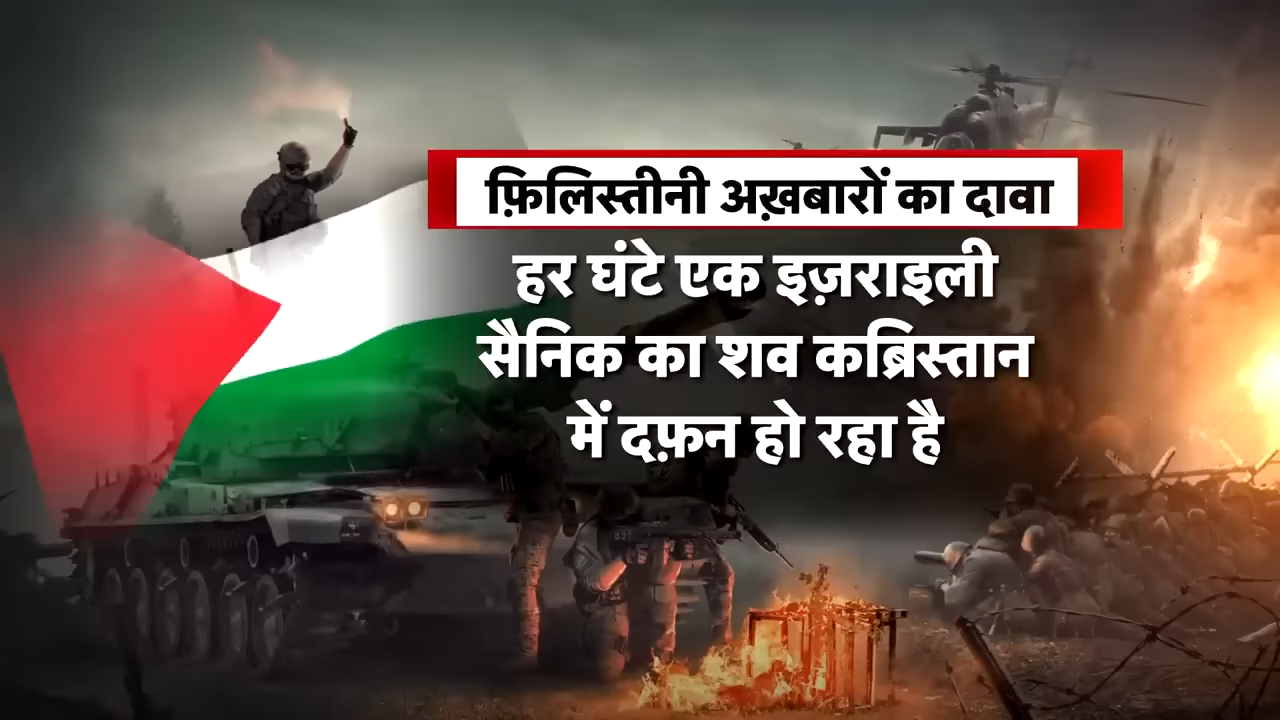 फ़िलिस्तीनी अख़बारों का दावा
हर घंटे एक इज़राइली
सैनिक का शव कब्रिस्तान
में दफ़न हो रहा है